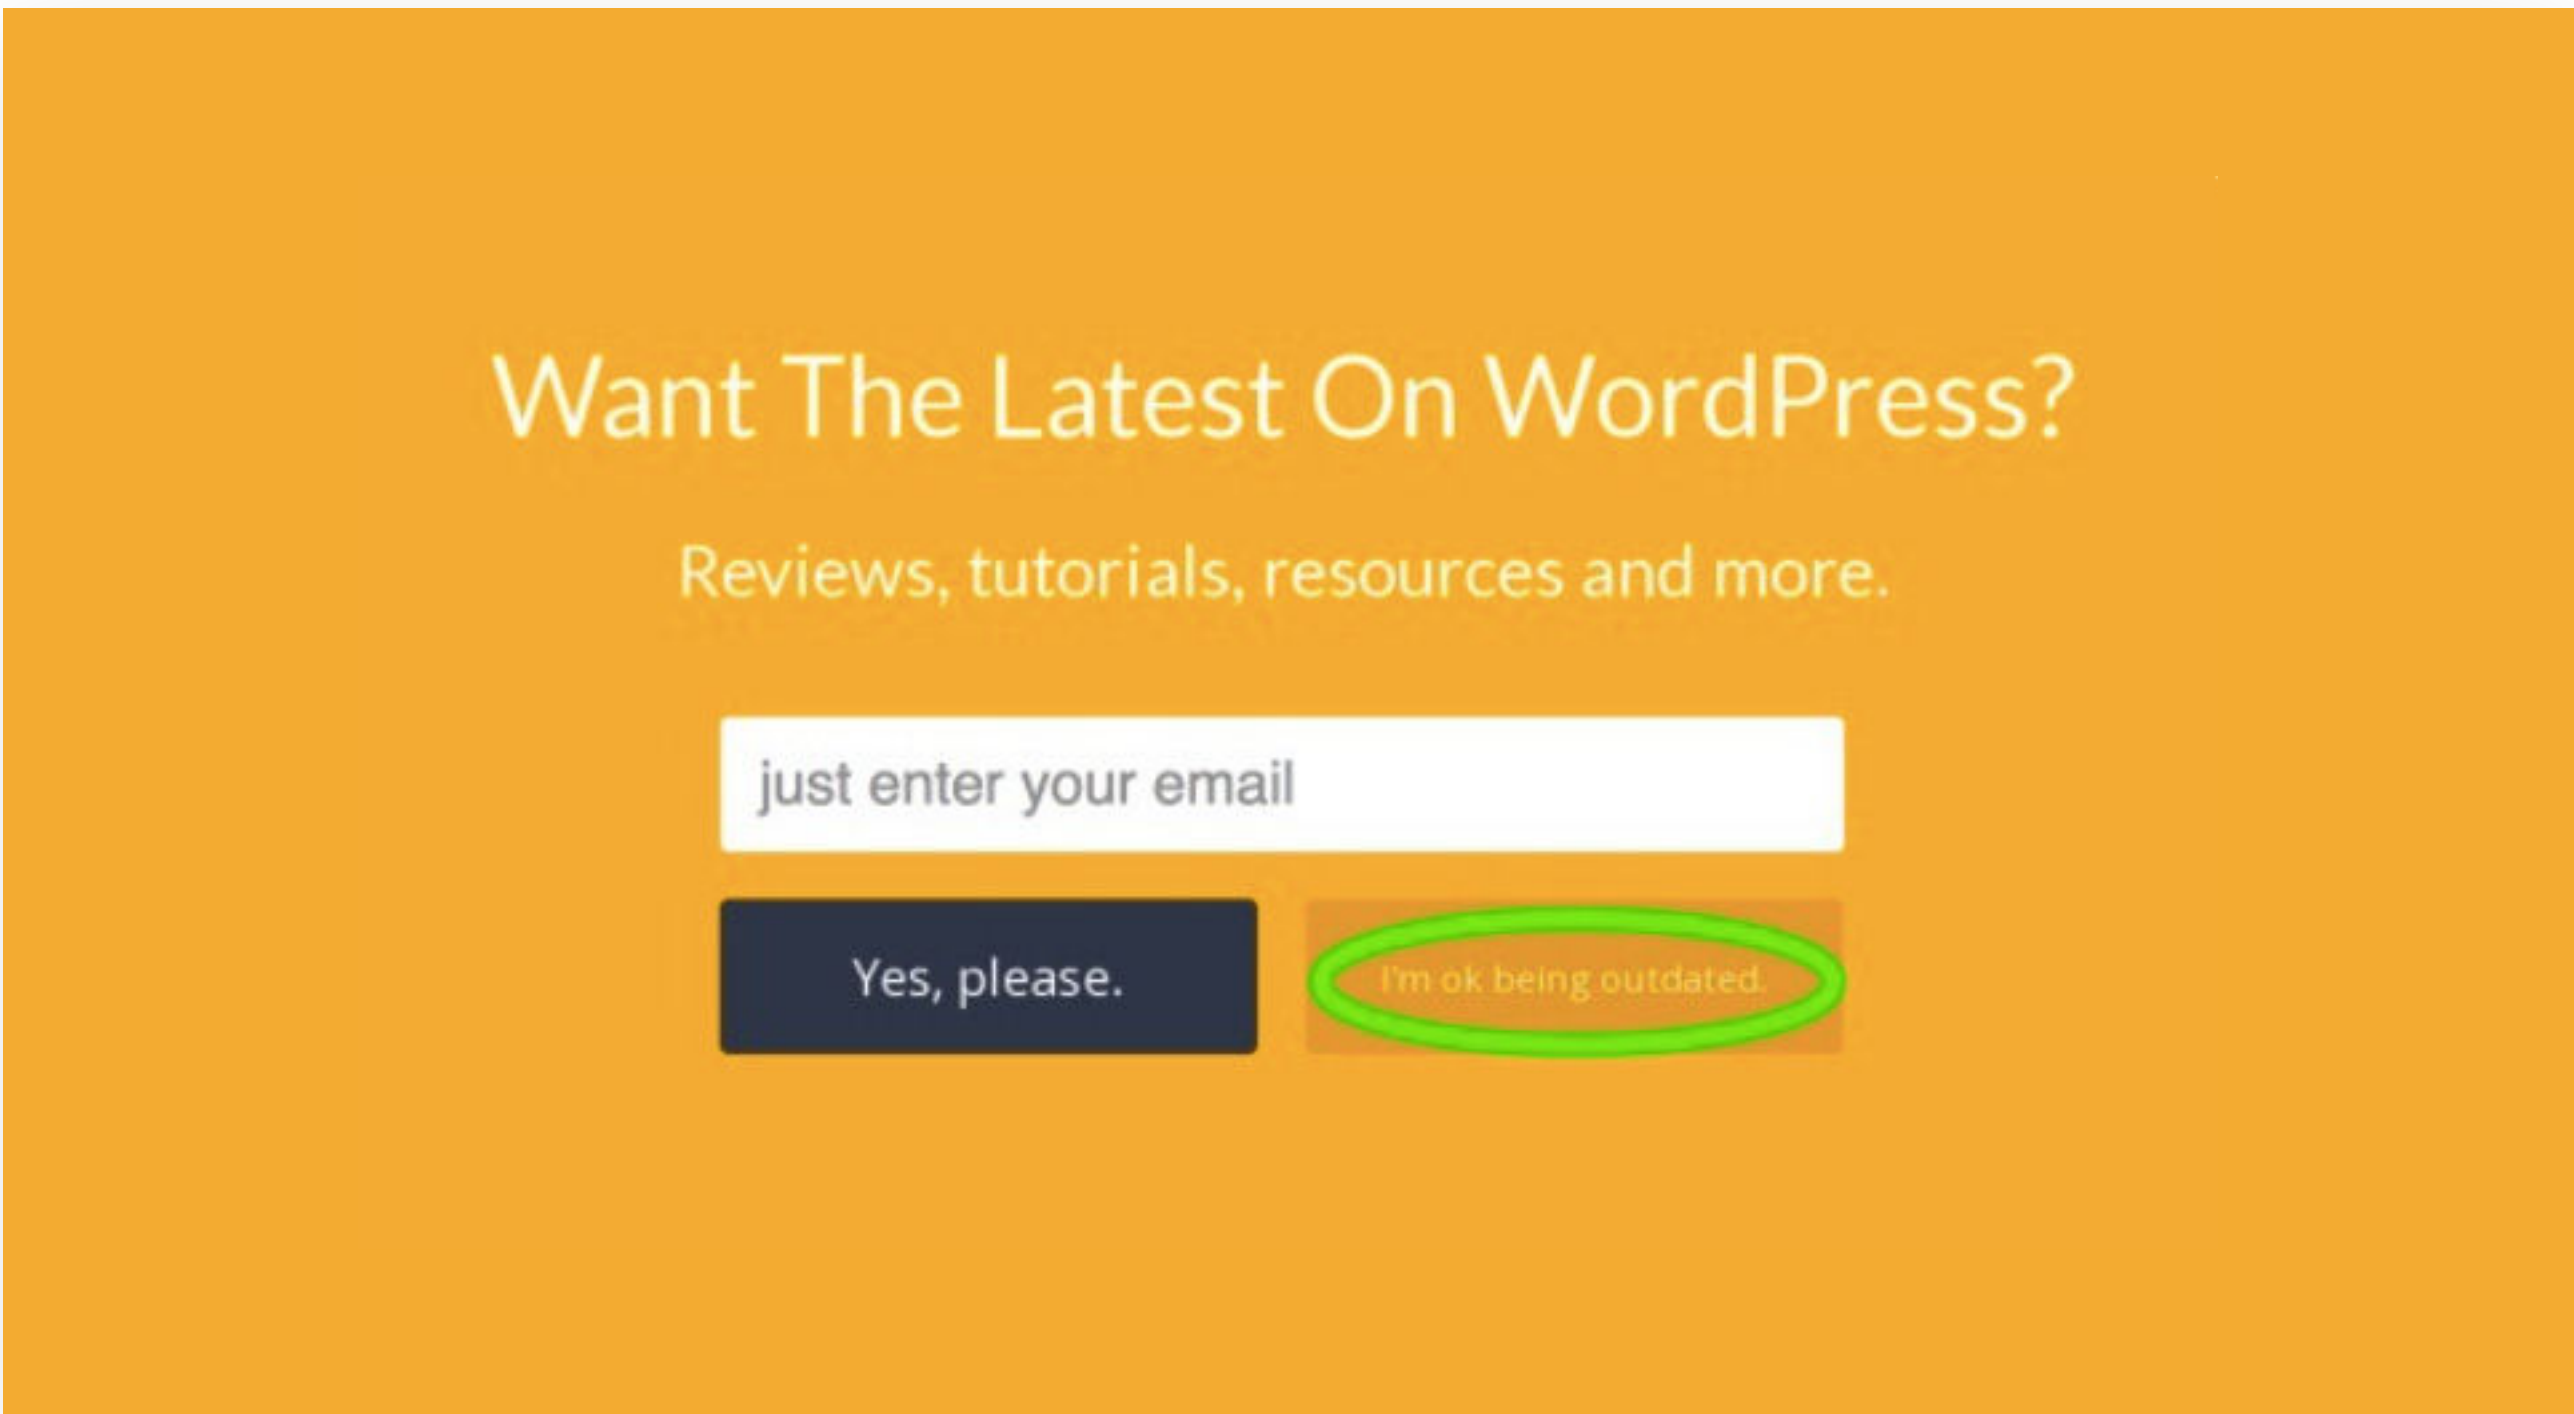 Want The Latest On WordPress?
Reviews, tutorials, resources and more.
just enter your email
Yes, please.
I'm ok being outdated.